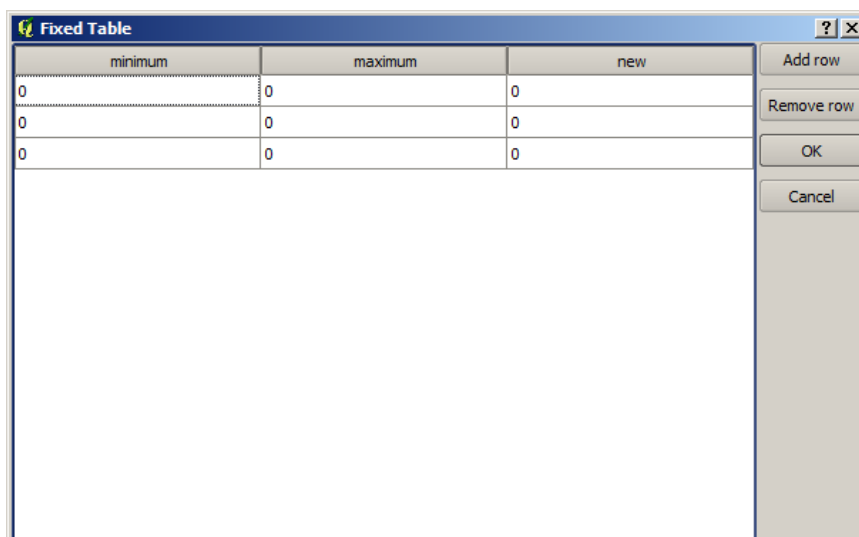 Fixed Table
? X
minimum maximum new
0 0 0
0 0 0
0 0 0
Add row
Remove row
OK
Cancel